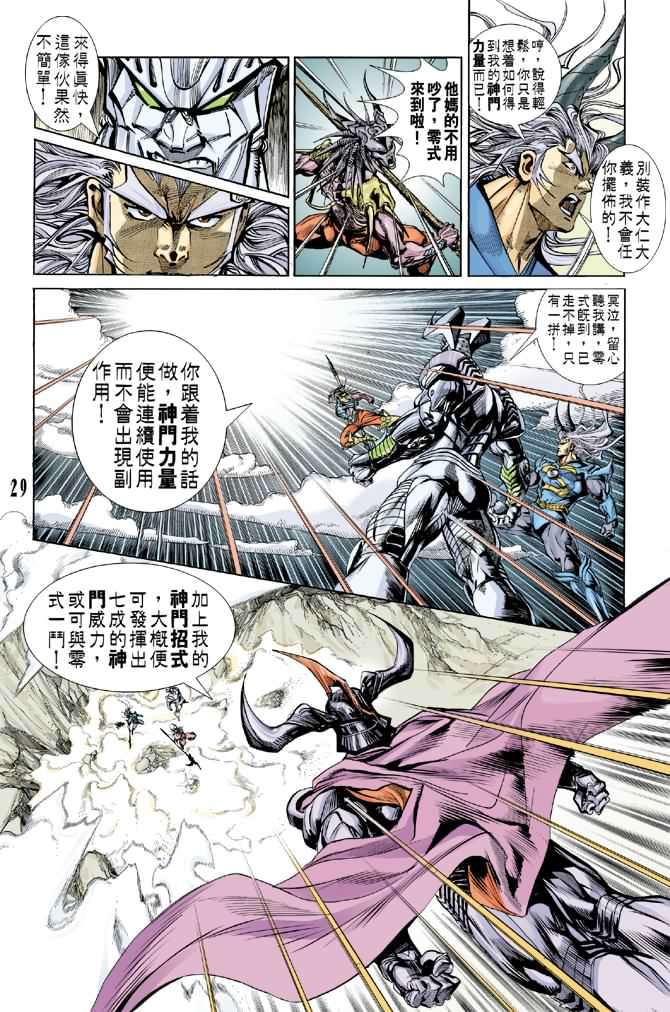 哼，說得輕
鬆，你只是
想着如何得
到我的神門
力量而已！
別裝作大仁大
義，我不會任
你擺佈的！
他媽的不用
吵了，零式
來到啦！
來得眞快，
這傢伙果然
不簡單！
冥泣，留心
聽我講，零
式旣到，已
走不掉，只
有一拼！
你跟着我的話
做，神門力量
便能連續使用
而不會出現副
作用！
29
加上我的
神門招式
，大概便
可發揮出
七成的神
門威力，
或可與零
式一鬥！